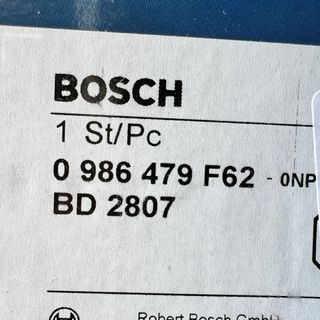 BOSCH
1 St/Pc
0 986 479 F62 - 0NP
BD 2807
Robert Bosch GmbH